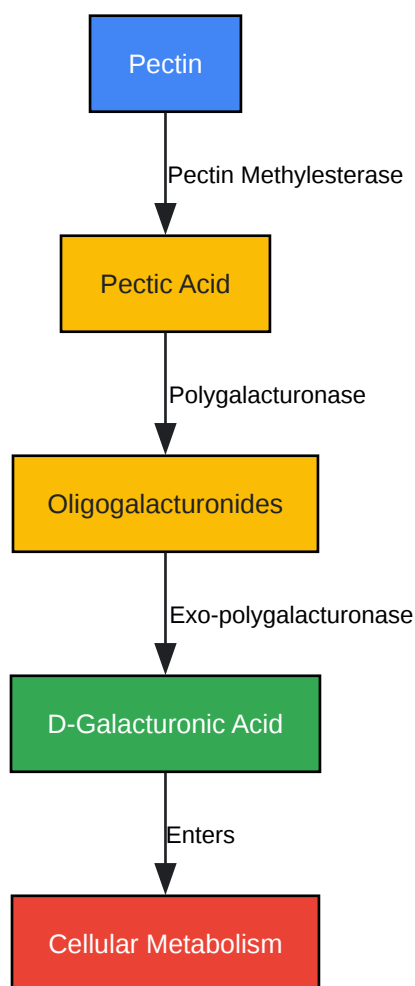 Pectin
Pectin Methylesterase
Pectic Acid
Polygalacturonase
Oligogalacturonides
Exo-polygalacturonase
D-Galacturonic Acid
Enters
Cellular Metabolism